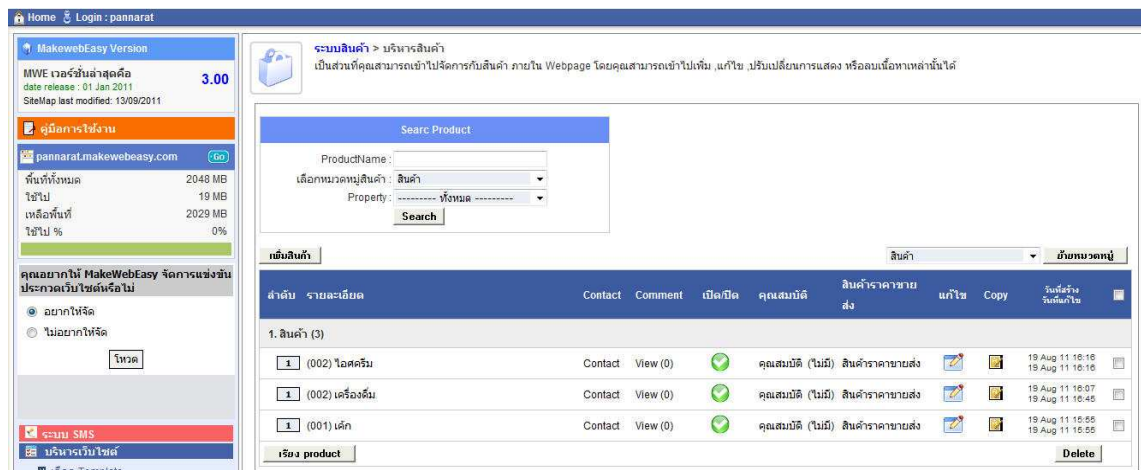 Home Login : pannarat
MakewebEasy Version
MWE เวอร์ชั่นล่าสุดคือ 3.00
date release : 01 Jan 2011
SiteMap last modified: 13/09/2011
คู่มือการใช้งาน
pannarat.makewebeasy.com Go
พื้นที่ทั้งหมด 2048 MB
ใช้ไป 19 MB
เหลือพื้นที่ 2029 MB
ใช้ไป % 0%
คุณอยากให้ MakeWebEasy จัดการแข่งขัน
ประกวดเว็บไซต์หรือไม่
อยากให้จัด
ไม่อยากให้จัด
โหวด
ระบบ SMS
บริหารเว็บไซต์
เลือก Template
ระบบสินค้า > บริหารสินค้า
เป็นส่วนที่คุณสามารถเข้าไปจัดการกับสินค้า ภายใน Webpage โดยคุณสามารถเข้าไปเพิ่ม ,แก้ไข ,ปรับเปลี่ยนการแสดง หรือลบเนื้อหาเหล่านั้นได้
Searc Product
ProductName :
เลือกหมวดหมู่สินค้า : สินค้า
Property : --------- ทั้งหมด ---------
Search
เพิ่มสินค้า สินค้า ย้ายหมวดหมู่
ลำดับ รายละเอียด Contact Comment เปิด/ปิด คุณสมบัติ สินค้าราคาขายส่ง แก้ไข Copy วันที่สร้าง วันที่แก้ไข
1. สินค้า (3)
1 (002) ไอศครีม Contact View (0) คุณสมบัติ (ไม่มี) สินค้าราคาขายส่ง 19 Aug 11 16:16
19 Aug 11 16:16
1 (002) เครื่องดื่ม Contact View (0) คุณสมบัติ (ไม่มี) สินค้าราคาขายส่ง 19 Aug 11 16:07
19 Aug 11 16:45
1 (001) เค้ก Contact View (0) คุณสมบัติ (ไม่มี) สินค้าราคาขายส่ง 19 Aug 11 15:55
19 Aug 11 15:55
เรียง product Delete